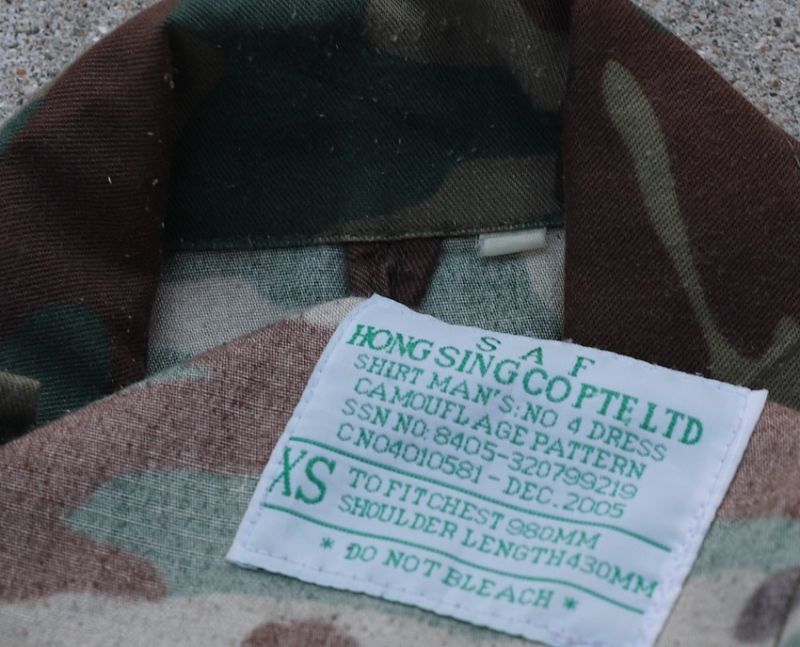 SAF
HONG SING CO PTE LTD
SHIRT MAN'S: NO 4 DRESS
CAMOUFLAGE PATTERN
SSN NO: 8405-320799219
CNO4010581 - DEC. 2005
XS
TO FIT CHEST 980MM
SHOULDER LENGTH 430MM
* DO NOT BLEACH *